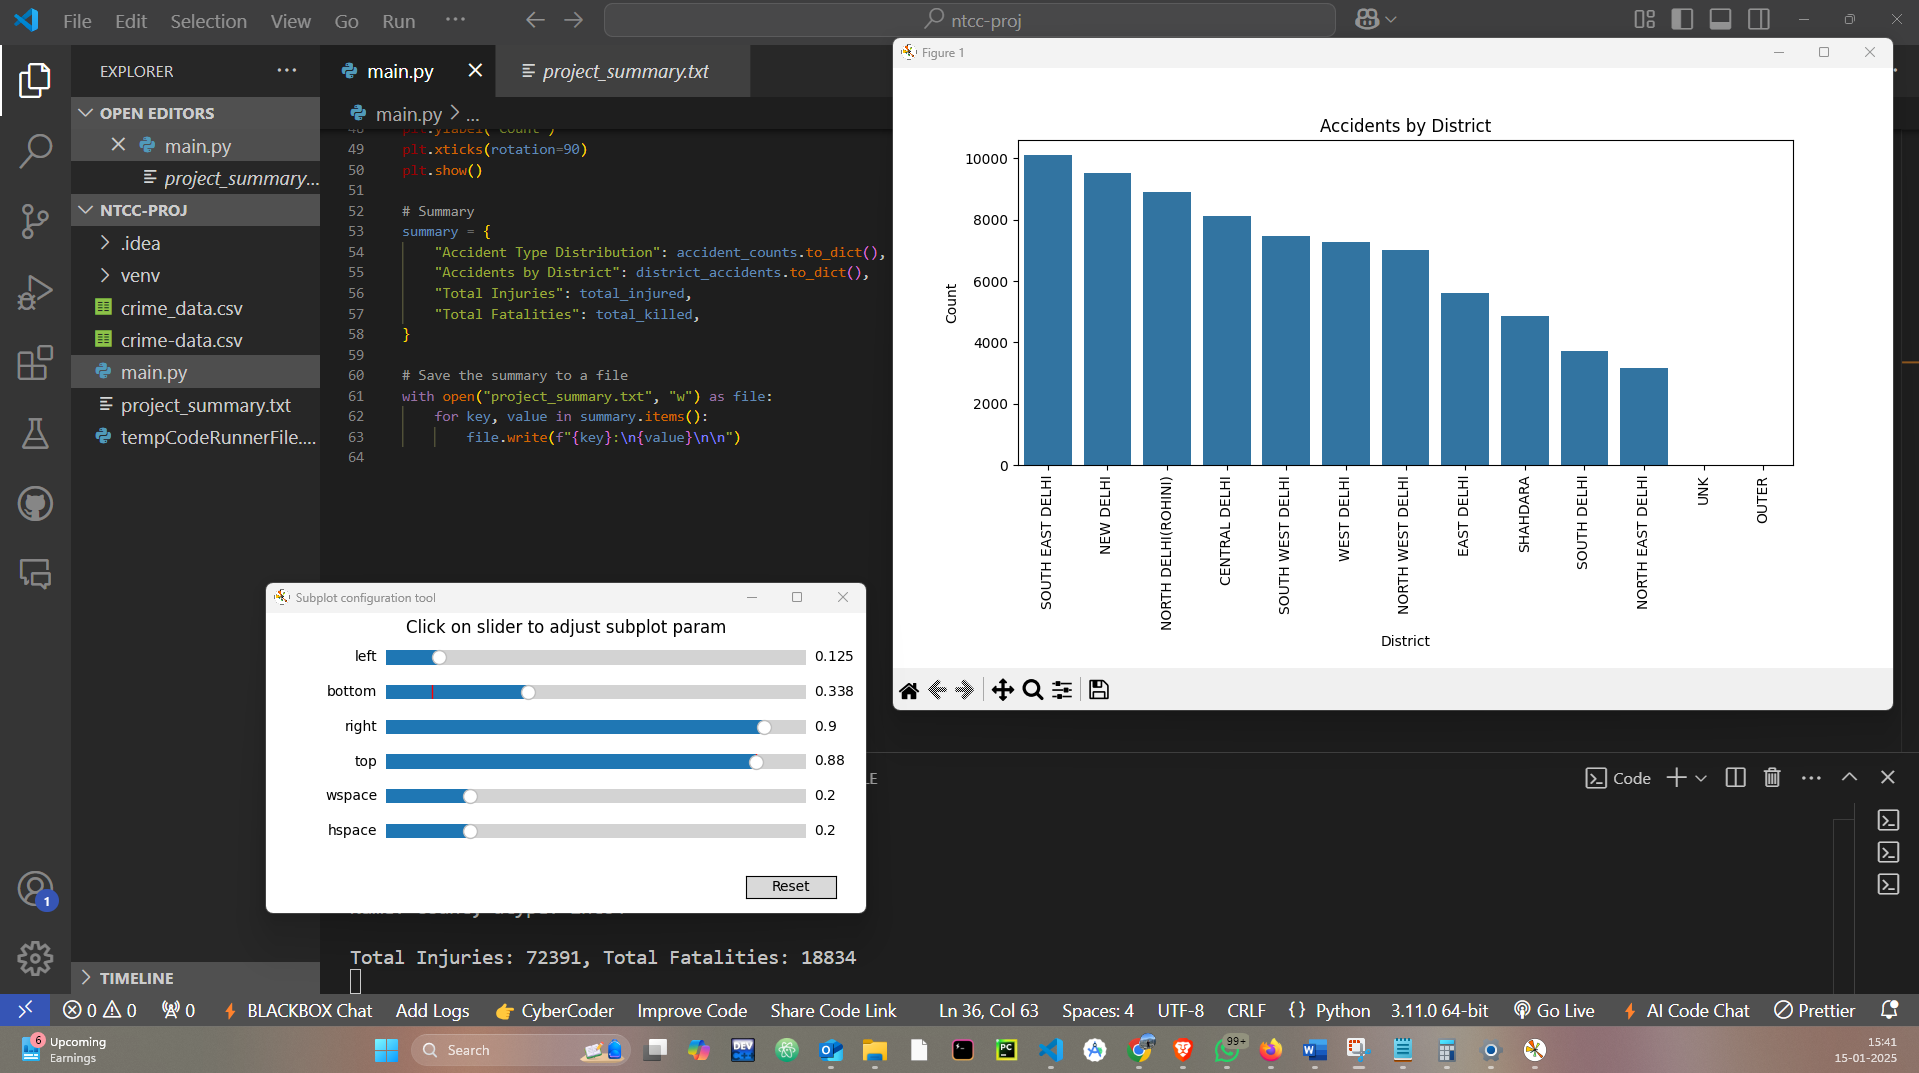 File Edit Selection View Go Run ···
ntcc-proj
EXPLORER
OPEN EDITORS
main.py
project_summary...
NTCC-PROJ
.idea
venv
crime_data.csv
crime-data.csv
main.py
project_summary.txt
tempCodeRunnerFile....
TIMELINE
main.py
project_summary.txt
main.py > ...
48 plt.ylabel("Count")
49 plt.xticks(rotation=90)
50 plt.show()
51
52 # Summary
53 summary = {
54 "Accident Type Distribution": accident_counts.to_dict(),
55 "Accidents by District": district_accidents.to_dict(),
56 "Total Injuries": total_injured,
57 "Total Fatalities": total_killed,
58 }
59
60 # Save the summary to a file
61 with open("project_summary.txt", "w") as file:
62 for key, value in summary.items():
63 file.write(f"{key}:\n{value}\n\n")
64
Figure 1
Accidents by District
10000
8000
6000
4000
2000
0
Count
SOUTH EAST DELHI
NEW DELHI
NORTH DELHI(ROHINI)
CENTRAL DELHI
SOUTH WEST DELHI
WEST DELHI
NORTH WEST DELHI
EAST DELHI
SHAHDARA
SOUTH DELHI
NORTH EAST DELHI
UNK
OUTER
District
Subplot configuration tool
Click on slider to adjust subplot param
left 0.125
bottom 0.338
right 0.9
top 0.88
wspace 0.2
hspace 0.2
Reset
LE
Code
Total Injuries: 72391, Total Fatalities: 18834
1
0 0 0 BLACKBOX Chat Add Logs CyberCoder Improve Code Share Code Link Ln 36, Col 63 Spaces: 4 UTF-8 CRLF {} Python 3.11.0 64-bit Go Live AI Code Chat Prettier
6
Upcoming
Earnings
Search
DEV
PC
99+
15:41
15-01-2025